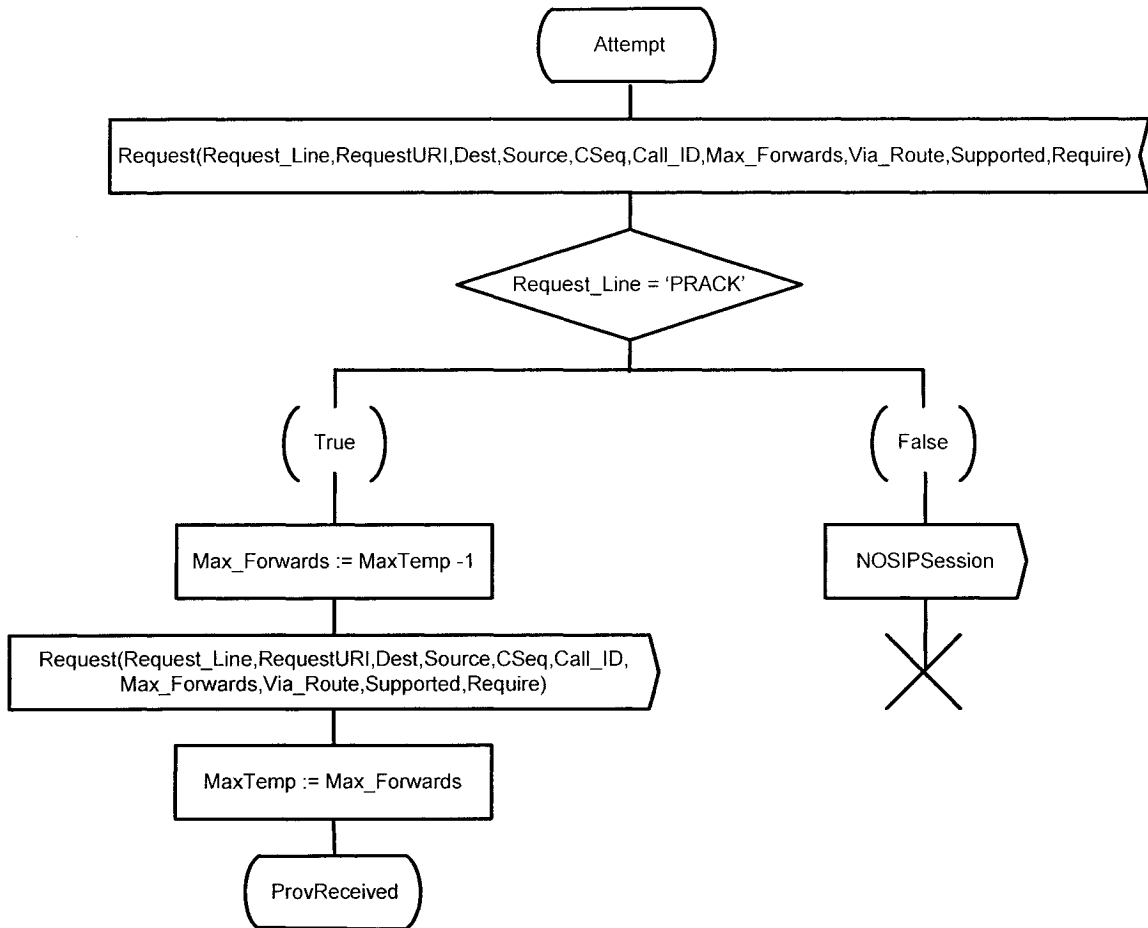 Attempt
Request(Request_Line,RequestURI,Dest,Source,CSeq,Call_ID,Max_Forwards,Via_Route,Supported,Require)
Request_Line = ‘PRACK’
True
False
Max_Forwards := MaxTemp -1
NOSIPSession
Request(Request_Line,RequestURI,Dest,Source,CSeq,Call_ID,
Max_Forwards,Via_Route,Supported,Require)
MaxTemp := Max_Forwards
ProvReceived